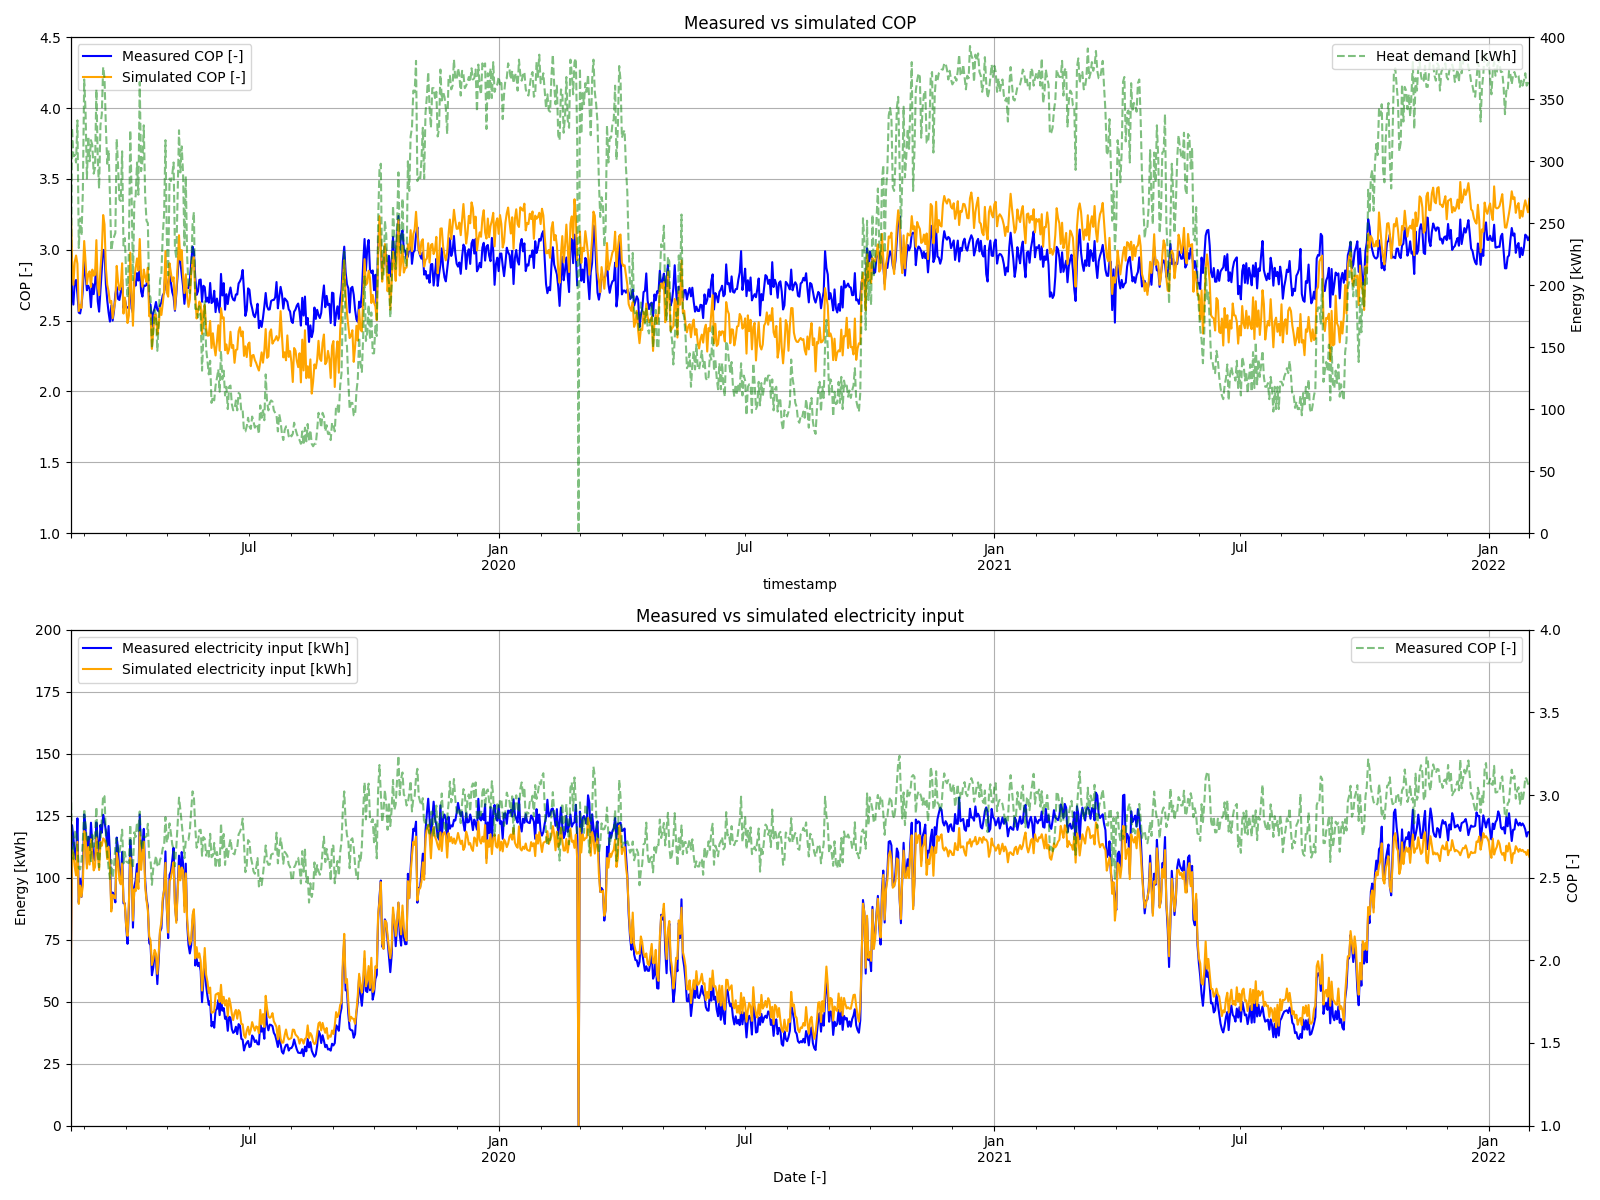 Measured vs simulated COP
Measured COP [-]
Simulated COP [-]
Heat demand [kWh]
4.5
4.0
3.5
3.0
2.5
2.0
1.5
1.0
COP [-]
400
350
300
250
200
150
100
50
0
Energy [kWh]
Jul
Jan
2020
Jul
Jan
2021
Jul
Jan
2022
timestamp
Measured vs simulated electricity input
Measured electricity input [kWh]
Simulated electricity input [kWh]
Measured COP [-]
200
175
150
125
100
75
50
25
0
Energy [kWh]
4.0
3.5
3.0
2.5
2.0
1.5
1.0
COP [-]
Jul
Jan
2020
Jul
Jan
2021
Jul
Jan
2022
Date [-]